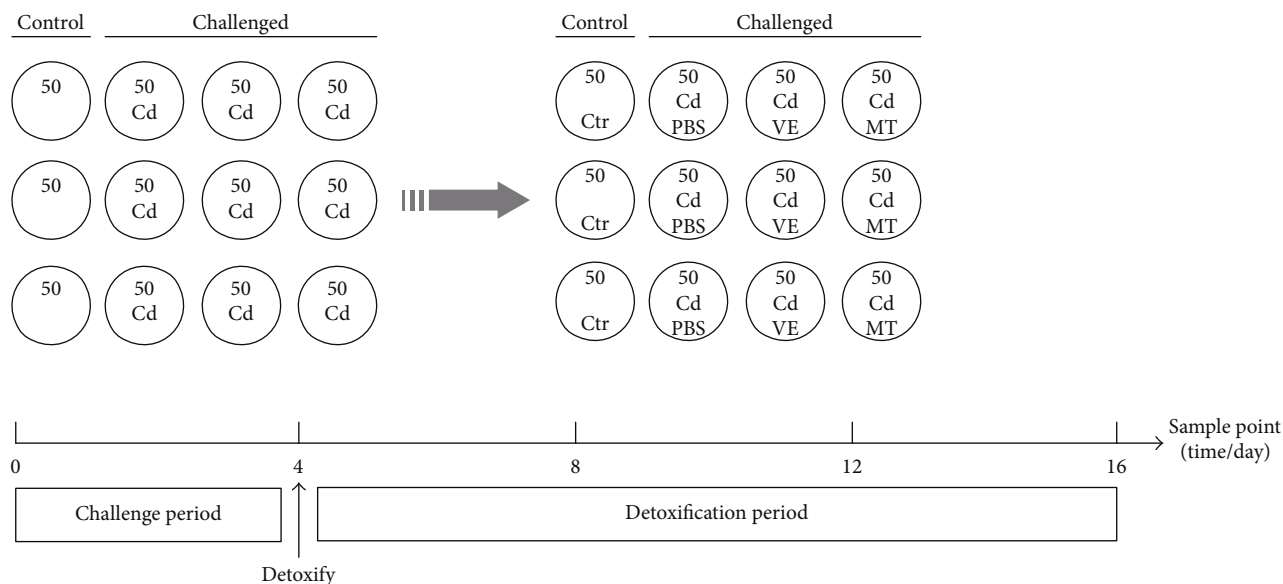 Control Challenged Control Challenged
50 50 50 50 50 50 50 50
Cd Cd Cd Cd Cd Cd
Ctr PBS VE MT
50 50 50 50 50 50 50 50
Cd Cd Cd Cd Cd Cd
Ctr PBS VE MT
50 50 50 50 50 50 50 50
Cd Cd Cd Cd Cd Cd
Ctr PBS VE MT
Sample point
(time/day)
0 4 8 12 16
Challenge period Detoxification period
Detoxify